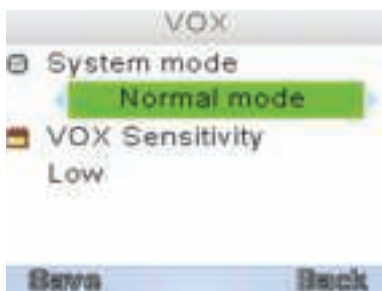 VOX
System mode
Normal mode
VOX Sensitivity
Low
Save Back